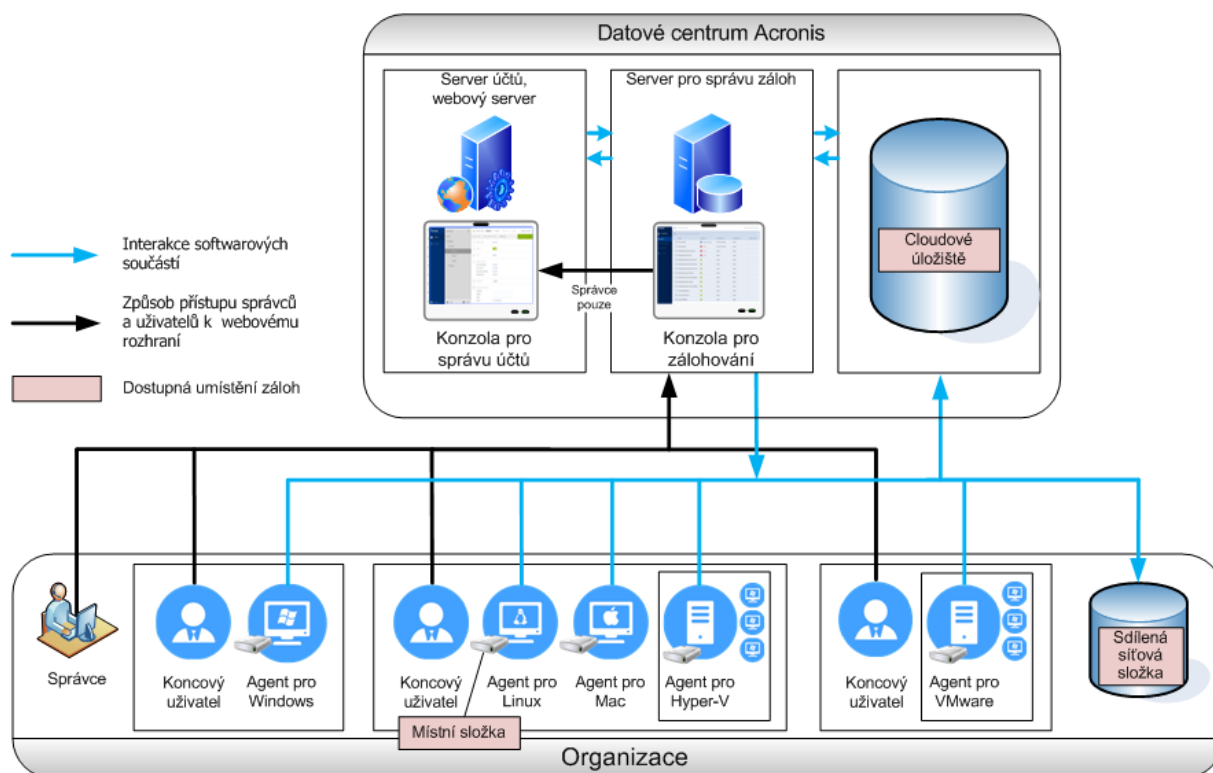 Datové centrum Acronis
Server účtů,
webový server
Server pro správu záloh
Cloudové
úložiště
Správce
pouze
Konzola pro
správu účtů
Konzola pro
zálohování
Interakce softwarových
součástí
Způsob přístupu správců
a uživatelů k webovému
rozhraní
Dostupná umístění záloh
Správce
Koncový
uživatel
Agent pro
Windows
Koncový
uživatel
Agent pro
Linux
Agent pro
Mac
Agent pro
Hyper-V
Koncový
uživatel
Agent pro
VMware
Sdílená
síťová
složka
Místní složka
Organizace